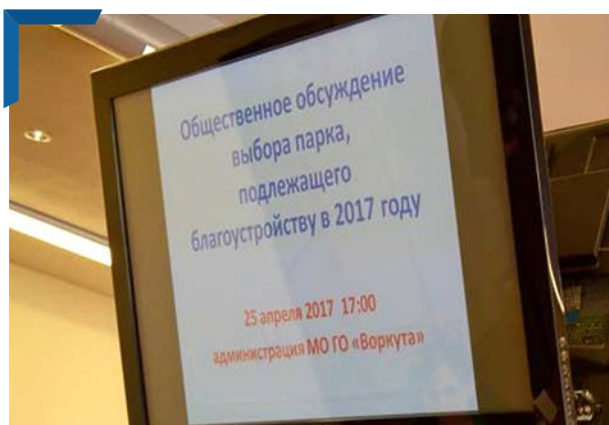 Общественное обсуждение
выбора парка,
подлежащего
благоустройству в 2017 году
25 апреля 2017 17:00
администрация МО ГО «Воркута»